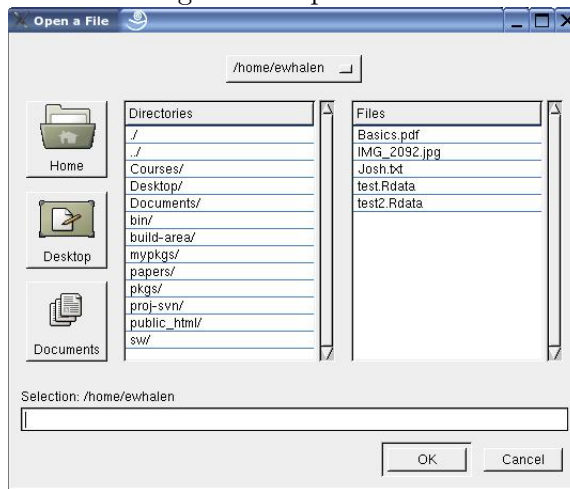 Open a File
/home/ewhalen
Home
Desktop
Documents
Directories
./
../
Courses/
Desktop/
Documents/
bin/
build-area/
mypkgs/
papers/
pkgs/
proj-svn/
public_html/
sw/
Files
Basics.pdf
IMG_2092.jpg
Josh.txt
test.Rdata
test2.Rdata
Selection: /home/ewhalen
OK
Cancel